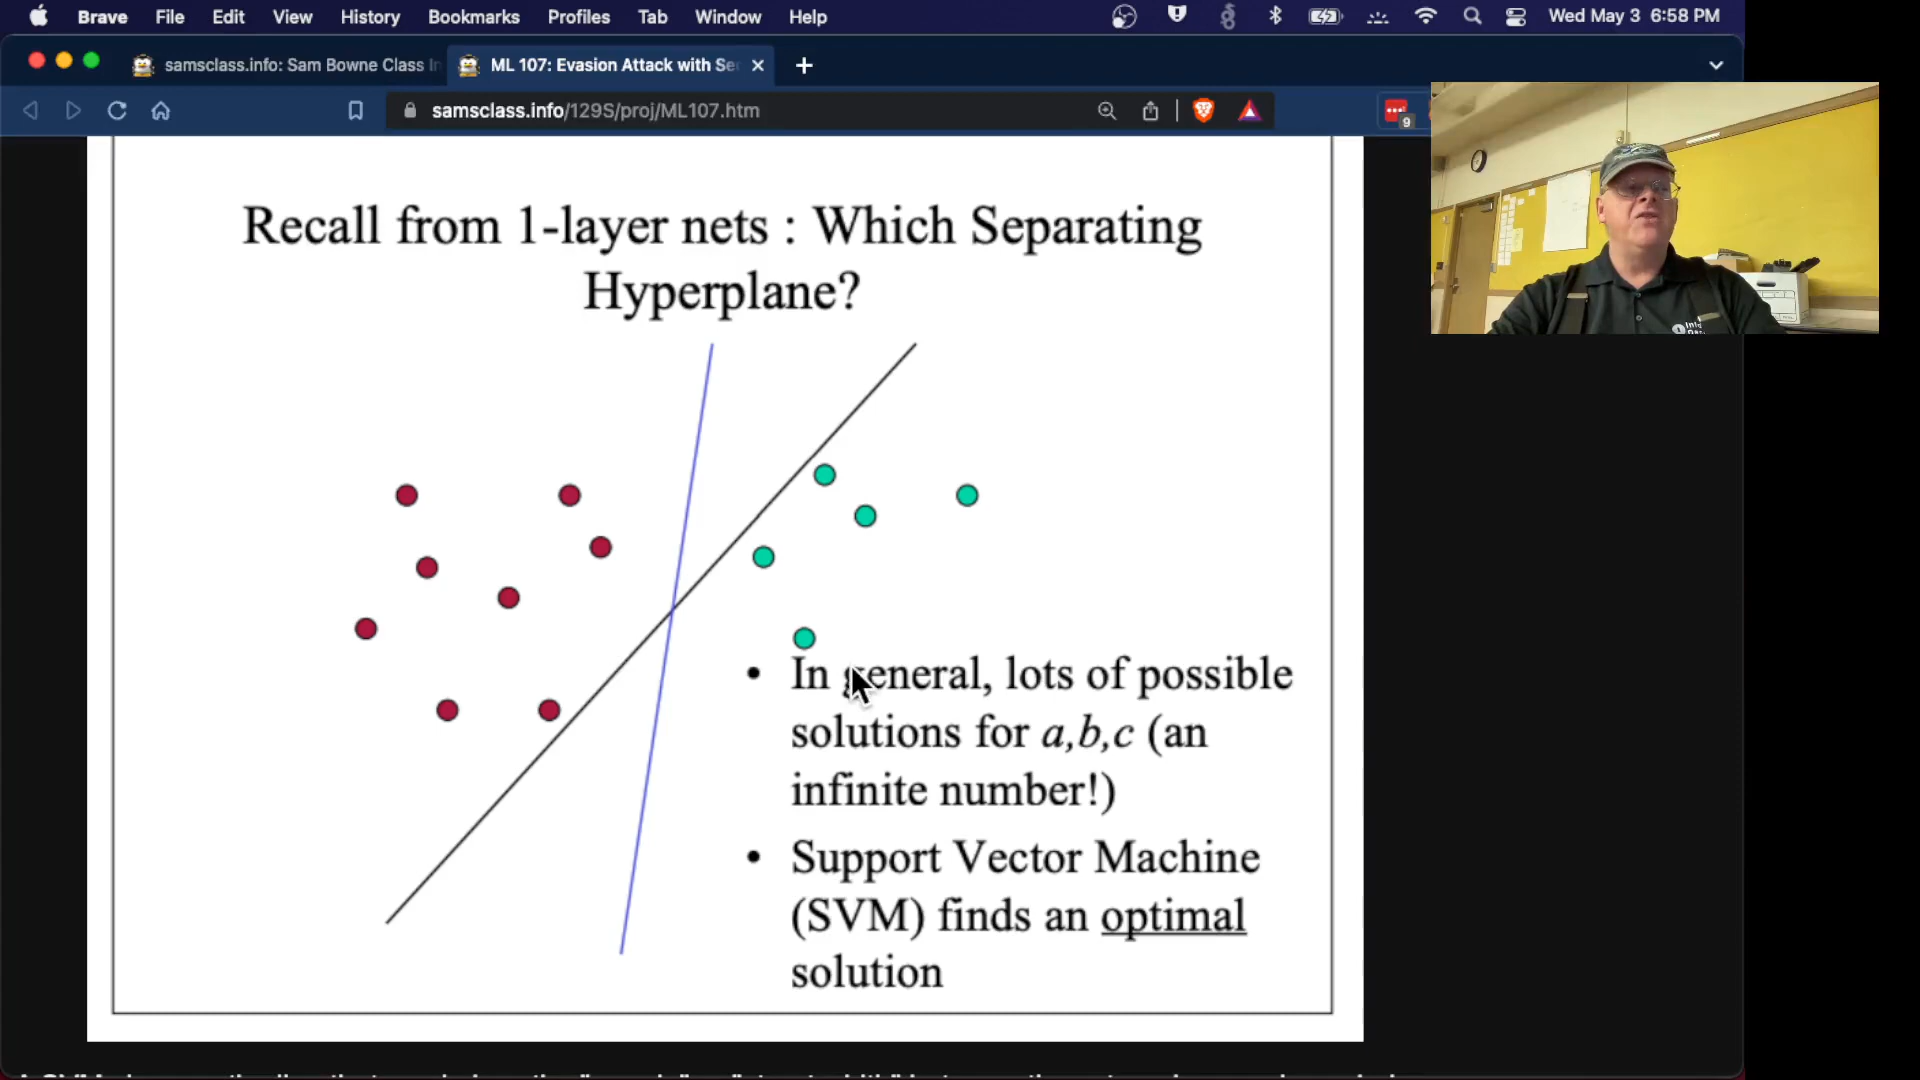 Brave File Edit View History Bookmarks Profiles Tab Window Help Wed May 3 6:58 PM
samsclass.info: Sam Bowne Class In ML 107: Evasion Attack with Se
samsclass.info/129S/proj/ML107.htm
9
Recall from 1-layer nets : Which Separating
Hyperplane?
• In general, lots of possible
solutions for a,b,c (an
infinite number!)
• Support Vector Machine
(SVM) finds an optimal
solution